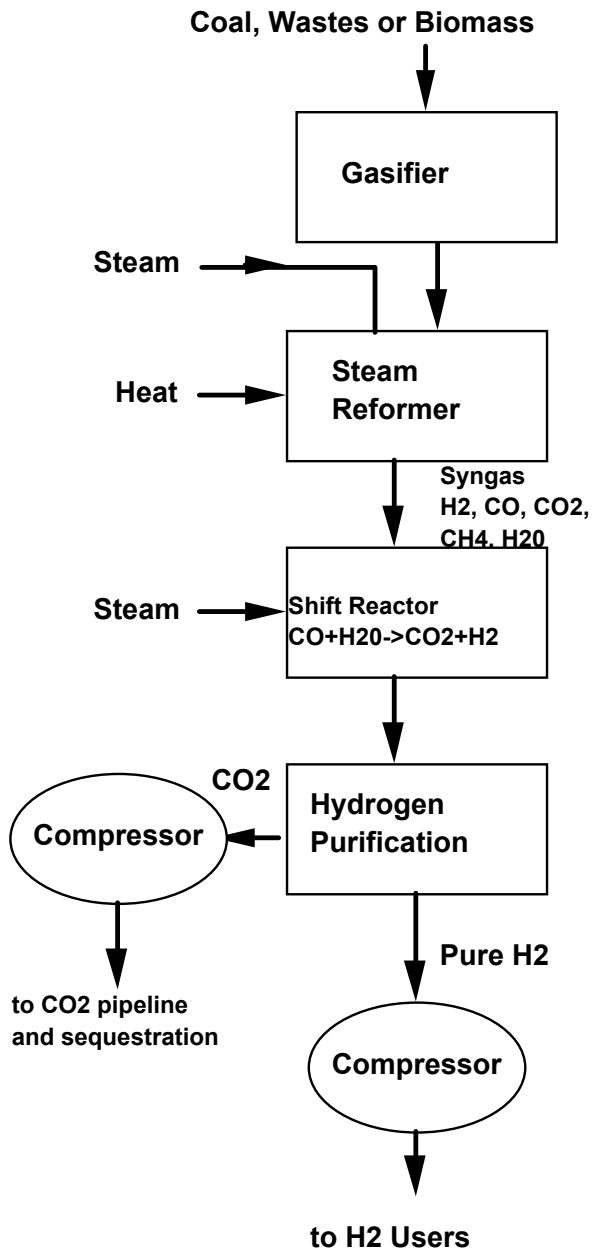 Coal, Wastes or Biomass
Gasifier
Steam
Steam
Reformer
Heat
Syngas
H2, CO, CO2,
CH4, H20
Steam
Shift Reactor
CO+H20->CO2+H2
CO2
Hydrogen
Purification
Compressor
Pure H2
to CO2 pipeline
and sequestration
Compressor
to H2 Users